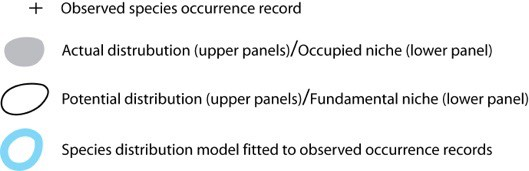 Observed species occurrence record
Actual distrubution (upper panels)/Occupied niche (lower panel)
Potential distribution (upper panels)/Fundamental niche (lower panel)
Species distribution model fitted to observed occurrence records